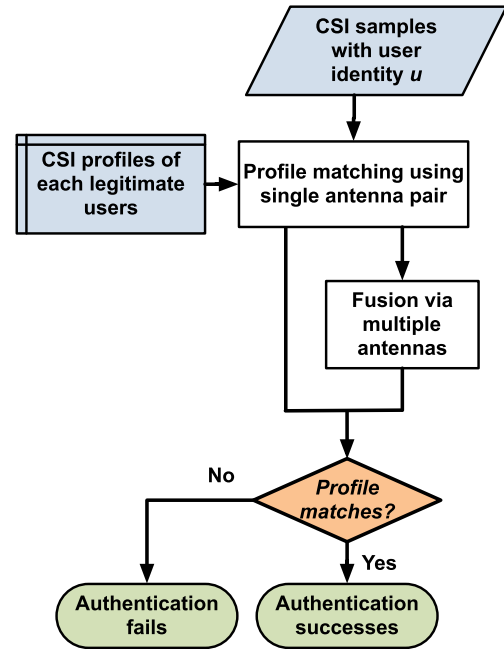 CSI samples
with user
identity u
CSI profiles of
each legitimate
users
Profile matching using
single antenna pair
Fusion via
multiple
antennas
No
Profile
matches?
Yes
Authentication
fails
Authentication
successes